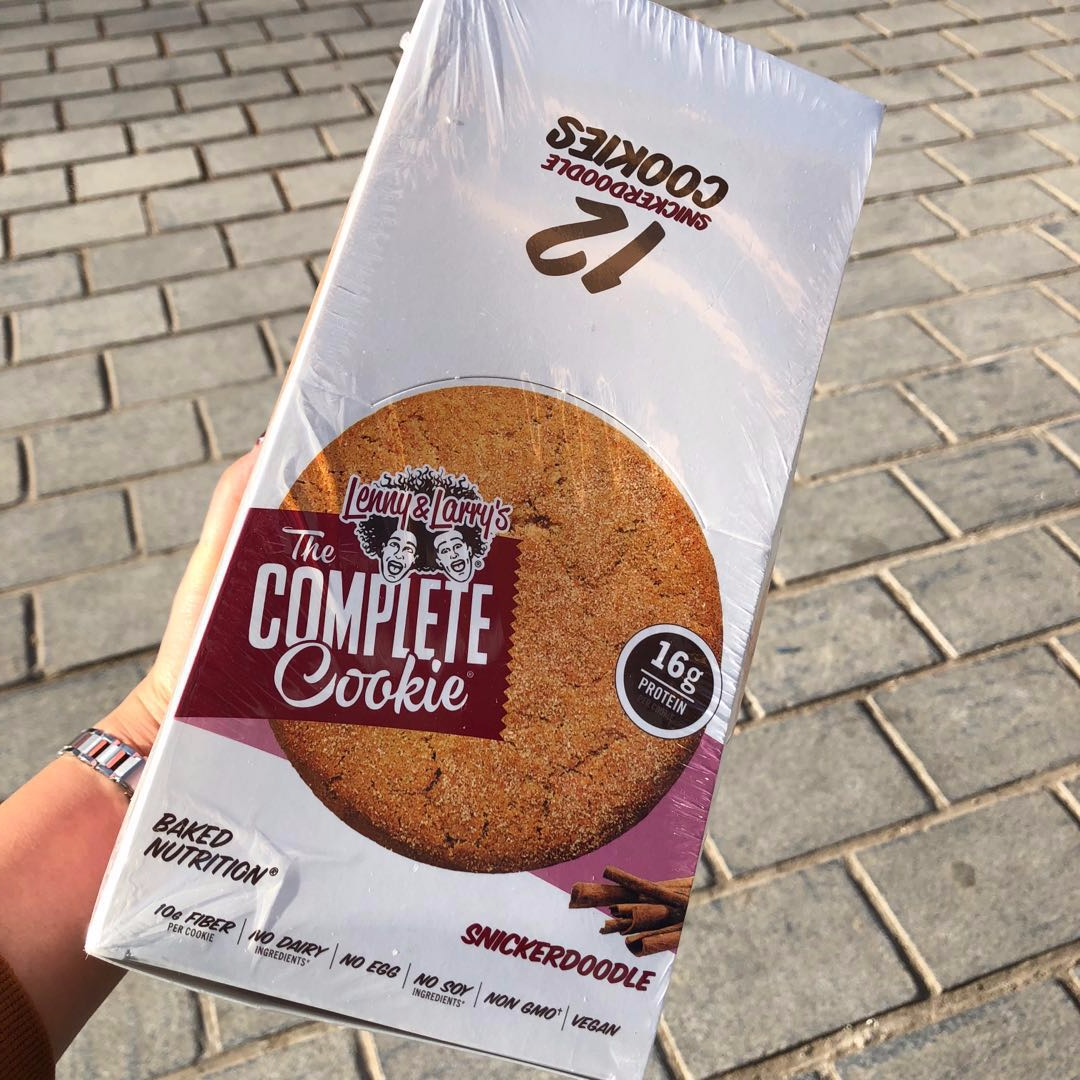 12
SNICKERDOODLE
COOKIES
Lenny & Larry's
®
The
COMPLETE
Cookie®
16g
PROTEIN
BAKED
NUTRITION®
10G FIBER | NO DAIRY | NO EGG | NO SOY | NON GMO† | VEGAN
PER COOKIE INGREDIENTS* INGREDIENTS*
SNICKERDOODLE